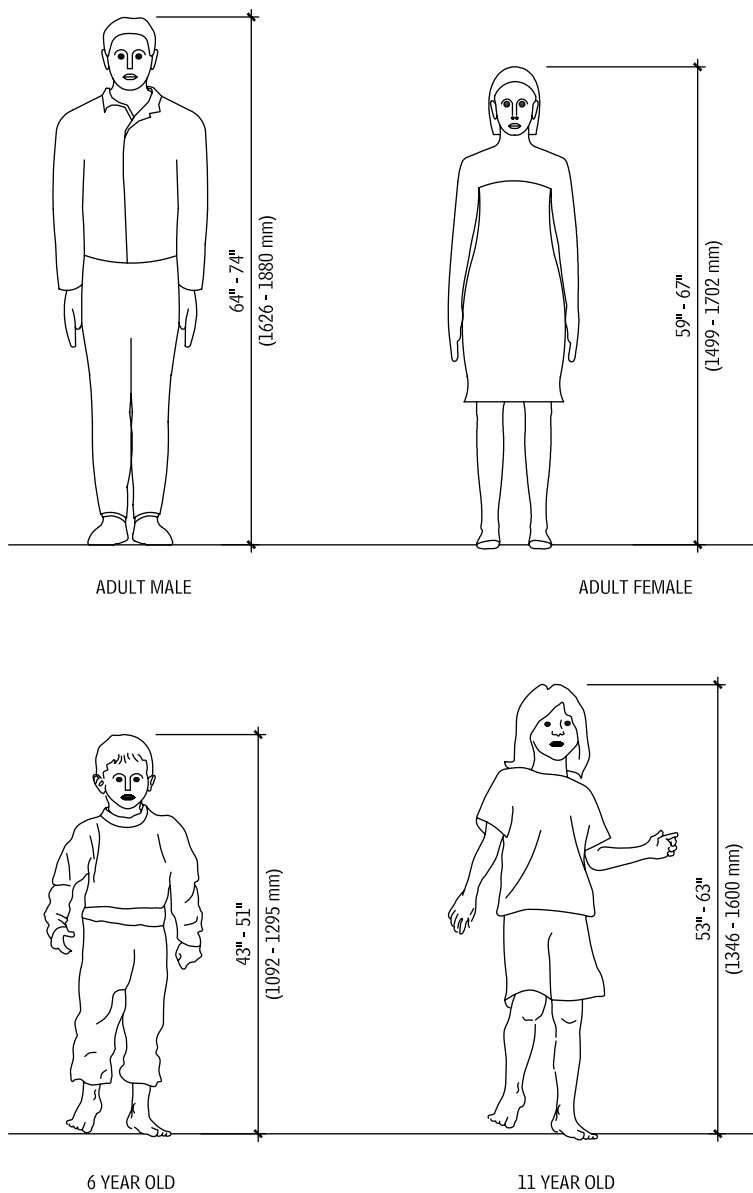 64" - 74"
(1626 - 1880 mm)
59" - 67"
(1499 - 1702 mm)
ADULT MALE
ADULT FEMALE
43" - 51"
(1092 - 1295 mm)
53" - 63"
(1346 - 1600 mm)
6 YEAR OLD
11 YEAR OLD